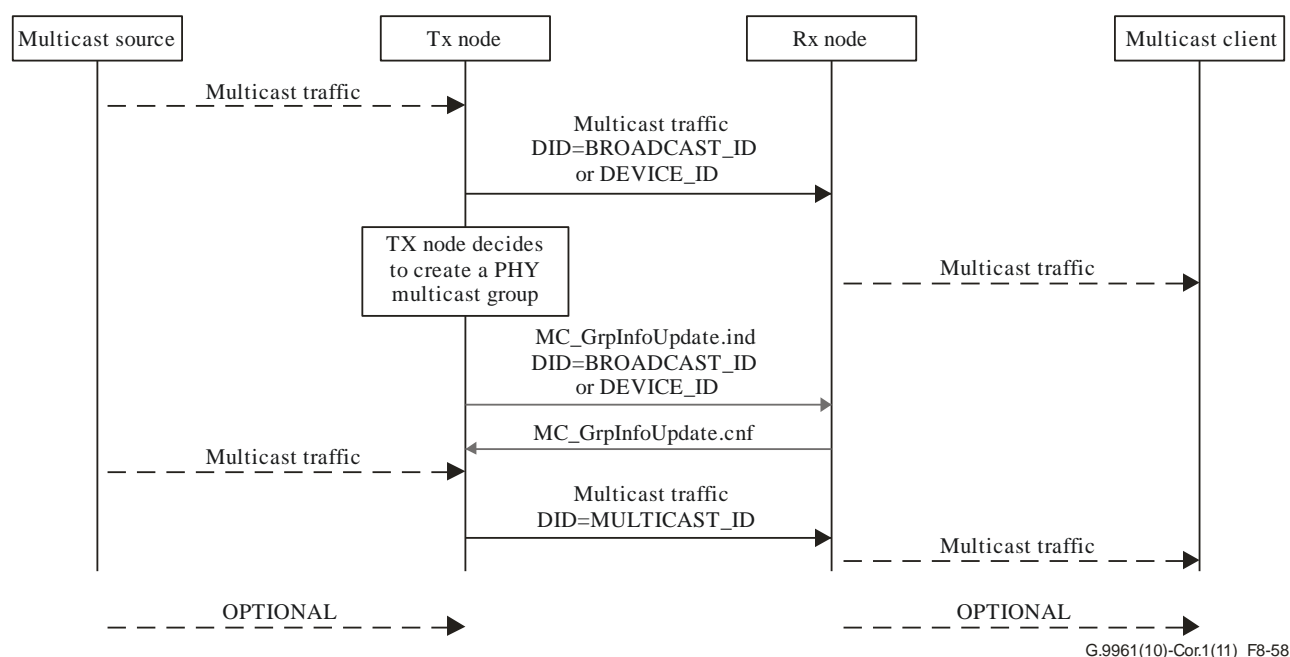 Multicast source
Tx node
Rx node
Multicast client
Multicast traffic
Multicast traffic
DID=BROADCAST_ID
or DEVICE_ID
TX node decides
to create a PHY
multicast group
Multicast traffic
MC_GrpInfoUpdate.ind
DID=BROADCAST_ID
or DEVICE_ID
MC_GrpInfoUpdate.cnf
Multicast traffic
Multicast traffic
DID=MULTICAST_ID
Multicast traffic
OPTIONAL
OPTIONAL
G.9961(10)-Cor.1(11)_F8-58